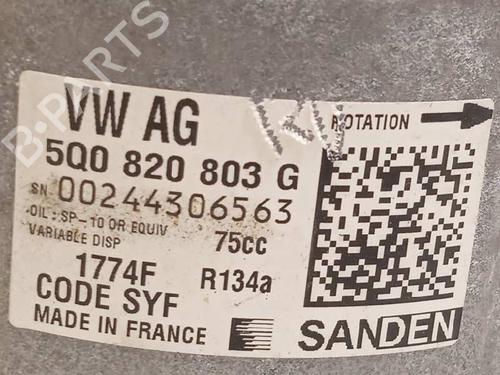 B-PARTS
VW AG
ROTATION
5Q0 820 803 G
SN 00244306563
OIL : SP-10 OR EQUIV
VARIABLE DISP 75cc
1774F R134a
CODE SYF
MADE IN FRANCE SANDEN